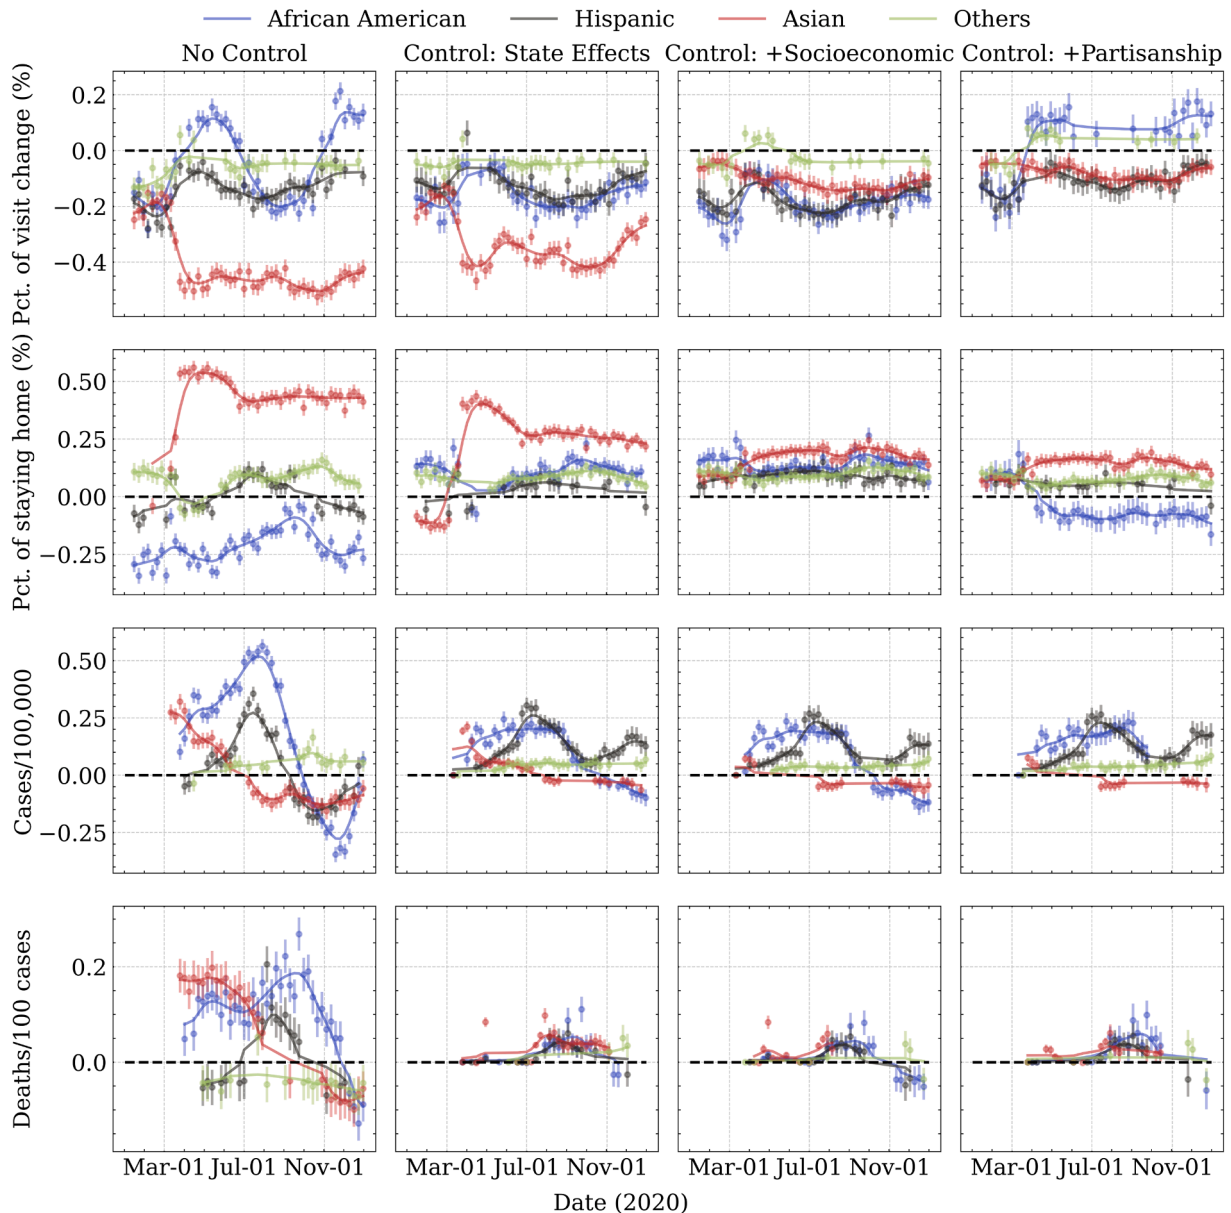 African American Hispanic Asian Others
No Control Control: State Effects Control: +Socioeconomic Control: +Partisanship
Pct. of visit change (%)
0.2
0.0
−0.2
−0.4
Pct. of staying home (%)
0.50
0.25
0.00
−0.25
Cases/100,000
0.50
0.25
0.00
−0.25
Deaths/100 cases
0.2
0.0
Mar-01 Jul-01 Nov-01 Mar-01 Jul-01 Nov-01 Mar-01 Jul-01 Nov-01 Mar-01 Jul-01 Nov-01
Date (2020)